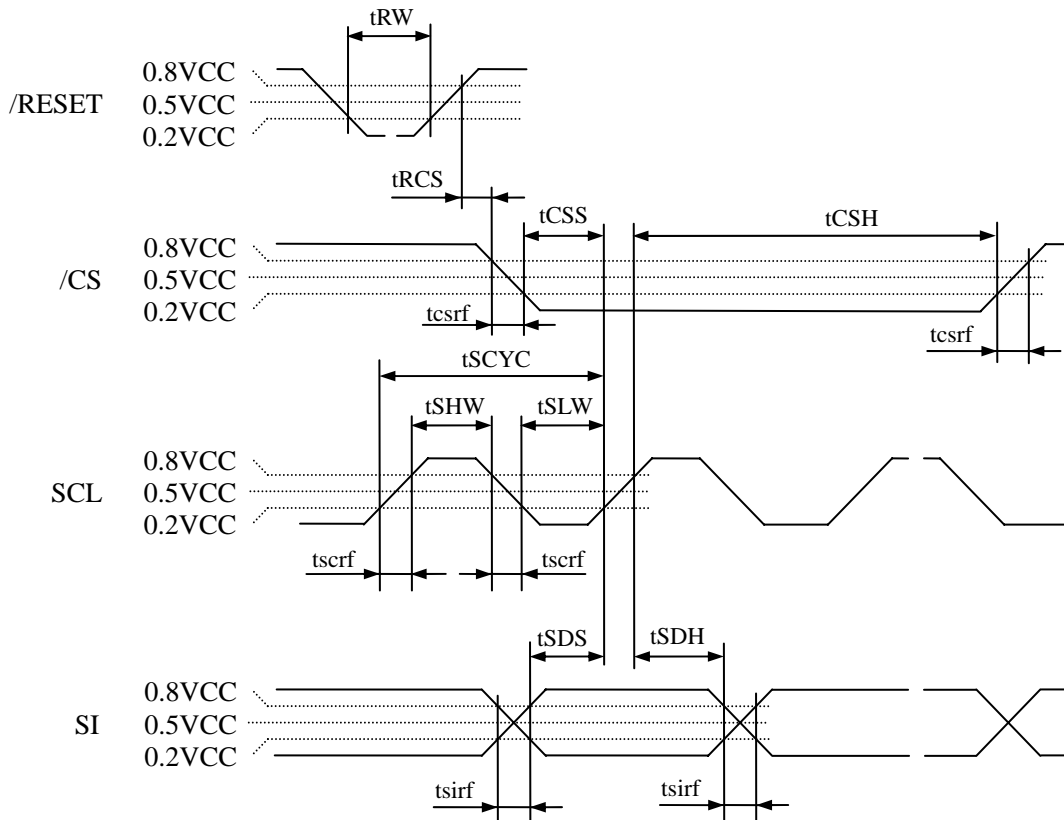 tRW
0.8VCC
/RESET 0.5VCC
0.2VCC
tRCS
tCSS tCSH
0.8VCC
/CS 0.5VCC
0.2VCC
tcsrf tcsrf
tSCYC
tSHW tSLW
0.8VCC
SCL 0.5VCC
0.2VCC
tscrf tscrf
tSDS tSDH
0.8VCC
SI 0.5VCC
0.2VCC
tsirf tsirf